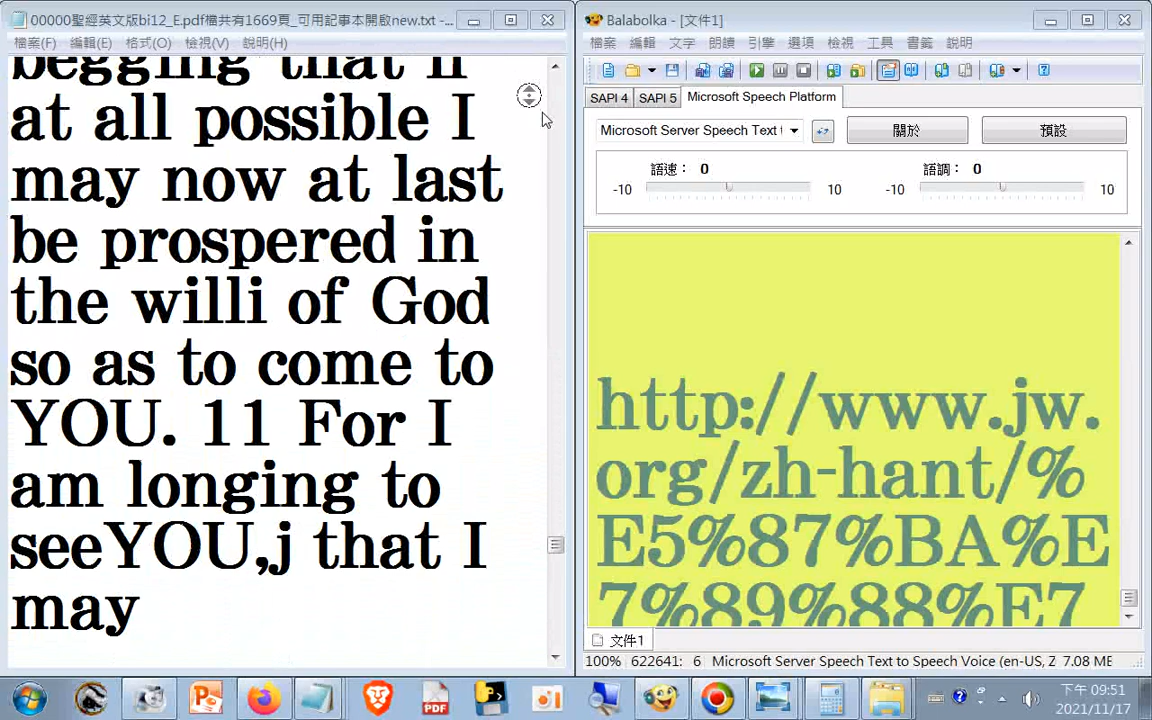 00000聖經英文版bi12_E.pdf檔共有1669頁_可用記事本開啟new.txt -...
檔案(F) 編輯(E) 格式(O) 檢視(V) 說明(H)
begging that if
at all possible I
may now at last
be prospered in
the willi of God
so as to come to
YOU. 11 For I
am longing to
seeYOU,j that I
may
Balabolka - [文件1]
檔案 編輯 文字 朗讀 引擎 選項 檢視 工具 書籤 說明
SAPI 4 SAPI 5 Microsoft Speech Platform
Microsoft Server Speech Text t 關於 預設
語速： 0 語調： 0
-10 10 -10 10
http://www.jw.
org/zh-hant/%
E5%87%BA%E
7%89%88%E7
文件1
100% 622641: 6 Microsoft Server Speech Text to Speech Voice (en-US, Z 7.08 ME
PDF
下午 09:51
2021/11/17